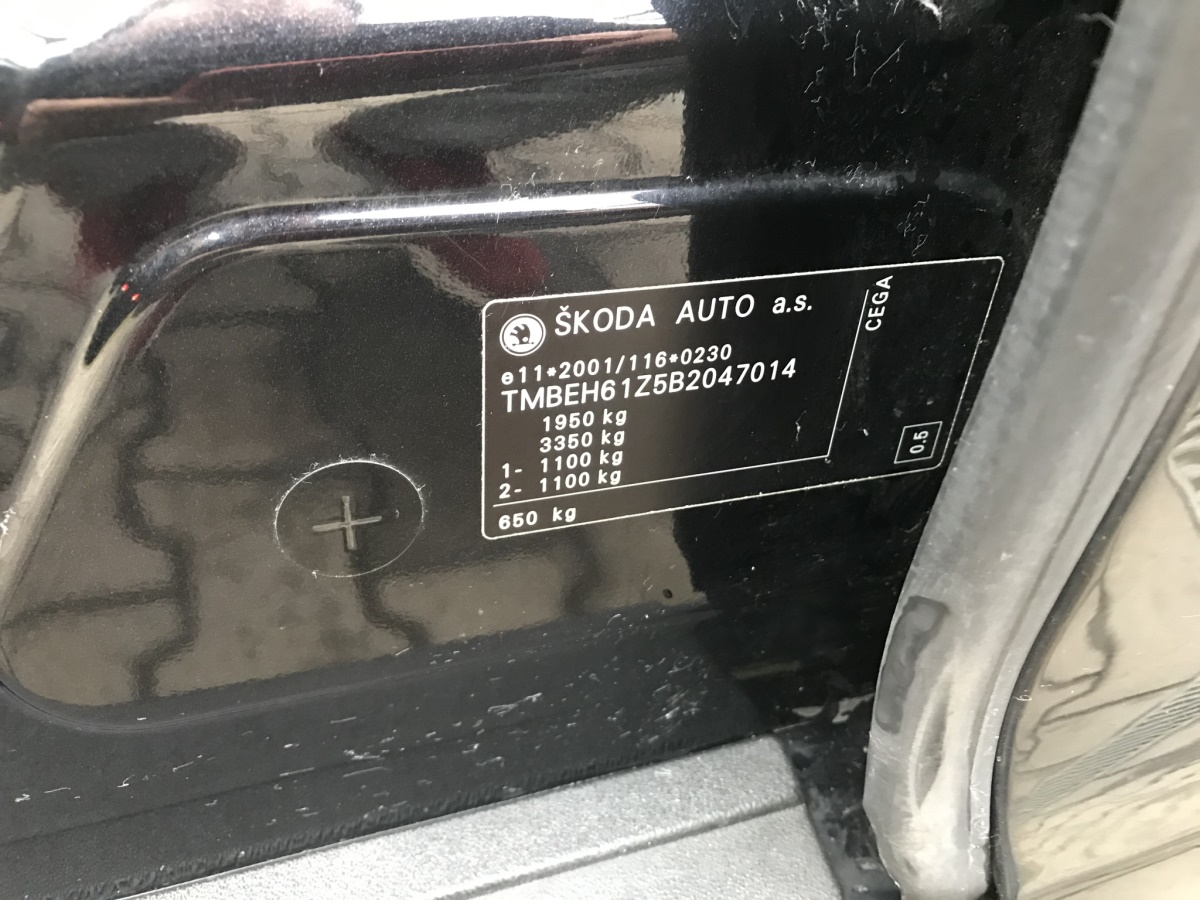 ŠKODA AUTO a.s.
e11*2001/116*0230
TMBEH61Z5B2047014
1950 kg
3350 kg
1- 1100 kg
2- 1100 kg
650 kg
CEGA
0.5